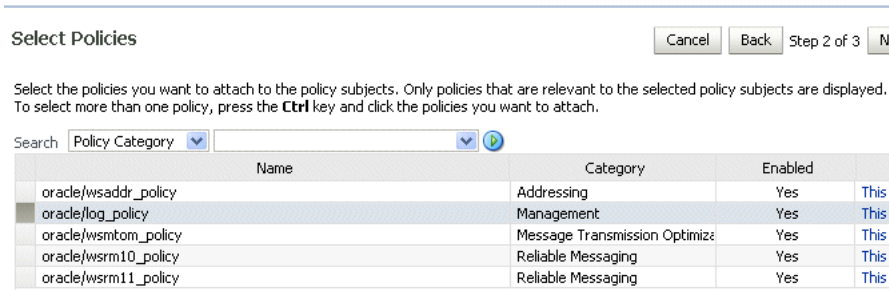 Select Policies Cancel Back Step 2 of 3 N
Select the policies you want to attach to the policy subjects. Only policies that are relevant to the selected policy subjects are displayed.
To select more than one policy, press the Ctrl key and click the policies you want to attach.
Search Policy Category
Name Category Enabled
oracle/wsaddr_policy Addressing Yes This
oracle/log_policy Management Yes This
oracle/wsmtom_policy Message Transmission Optimiza Yes This
oracle/wsrm10_policy Reliable Messaging Yes This
oracle/wsrm11_policy Reliable Messaging Yes This